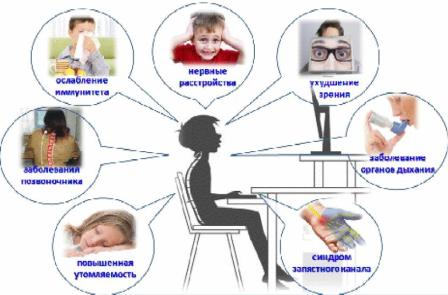 ослабление
иммунитета
нервные
расстройства
ухудшение
зрения
заболевания
позвоночника
заболевание
органов дыхания
повышенная
утомляемость
синдром
запястного канала